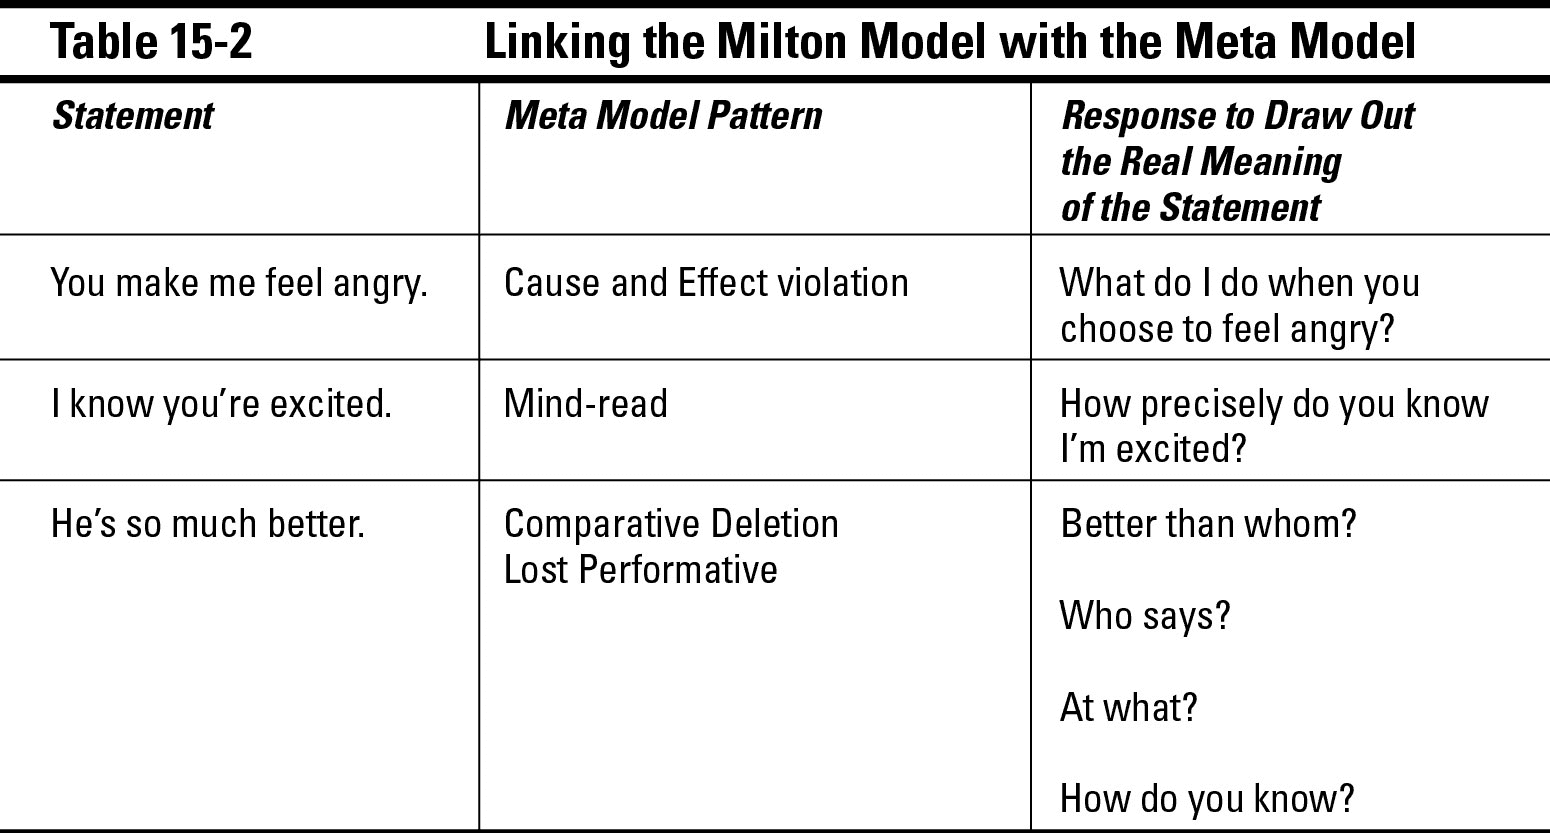 Table 15-2 Linking the Milton Model with the Meta Model
Statement Meta Model Pattern Response to Draw Out
the Real Meaning
of the Statement
You make me feel angry. Cause and Effect violation What do I do when you
choose to feel angry?
I know you’re excited. Mind-read How precisely do you know
I’m excited?
He’s so much better. Comparative Deletion Better than whom?
Lost Performative
Who says?
At what?
How do you know?